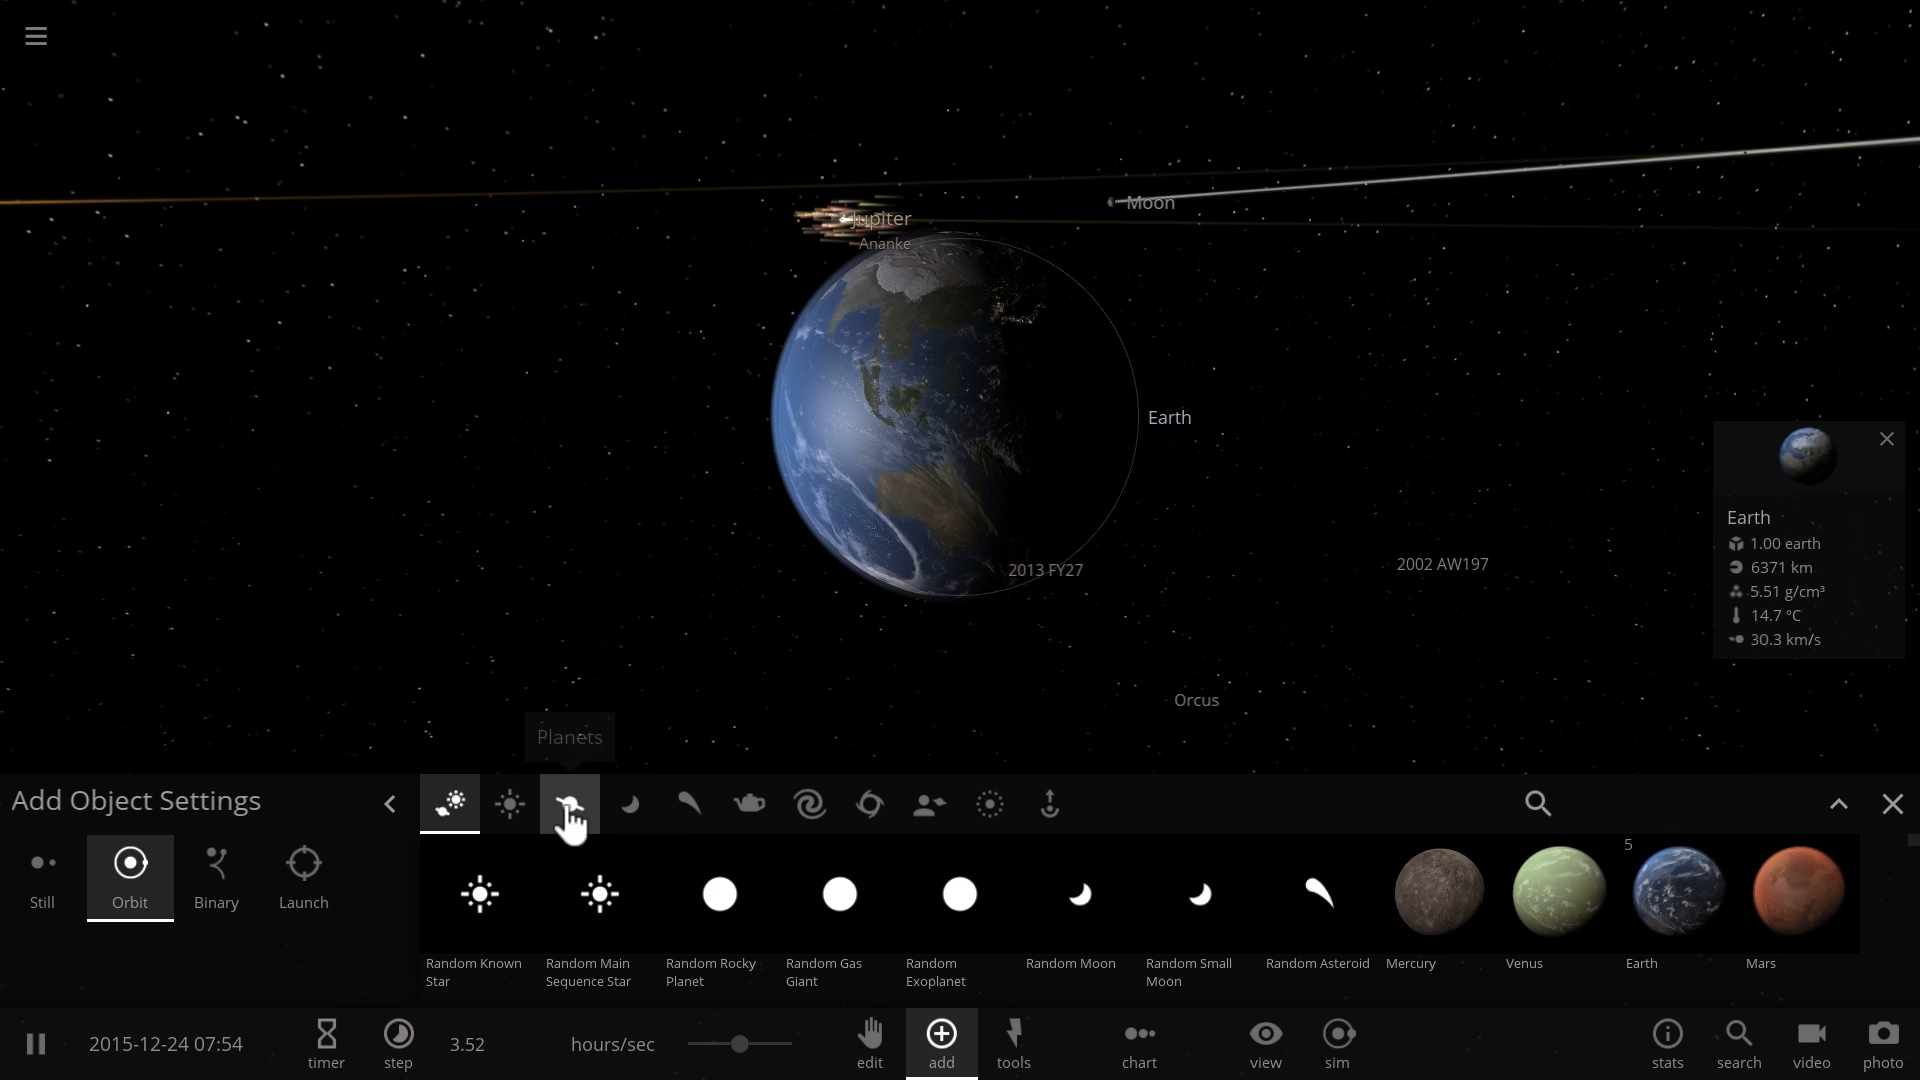 Moon
Jupiter
Ananke
Earth
2013 FY27
2002 AW197
Orcus
Earth
1.00 earth
6371 km
5.51 g/cm³
14.7 °C
30.3 km/s
Planets
Add Object Settings
Still
Orbit
Binary
Launch
5
Random Known
Star
Random Main
Sequence Star
Random Rocky
Planet
Random Gas
Giant
Random
Exoplanet
Random Moon
Random Small
Moon
Random Asteroid
Mercury
Venus
Earth
Mars
2015-12-24 07:54
timer
step
3.52
hours/sec
edit
add
tools
chart
view
sim
stats
search
video
photo